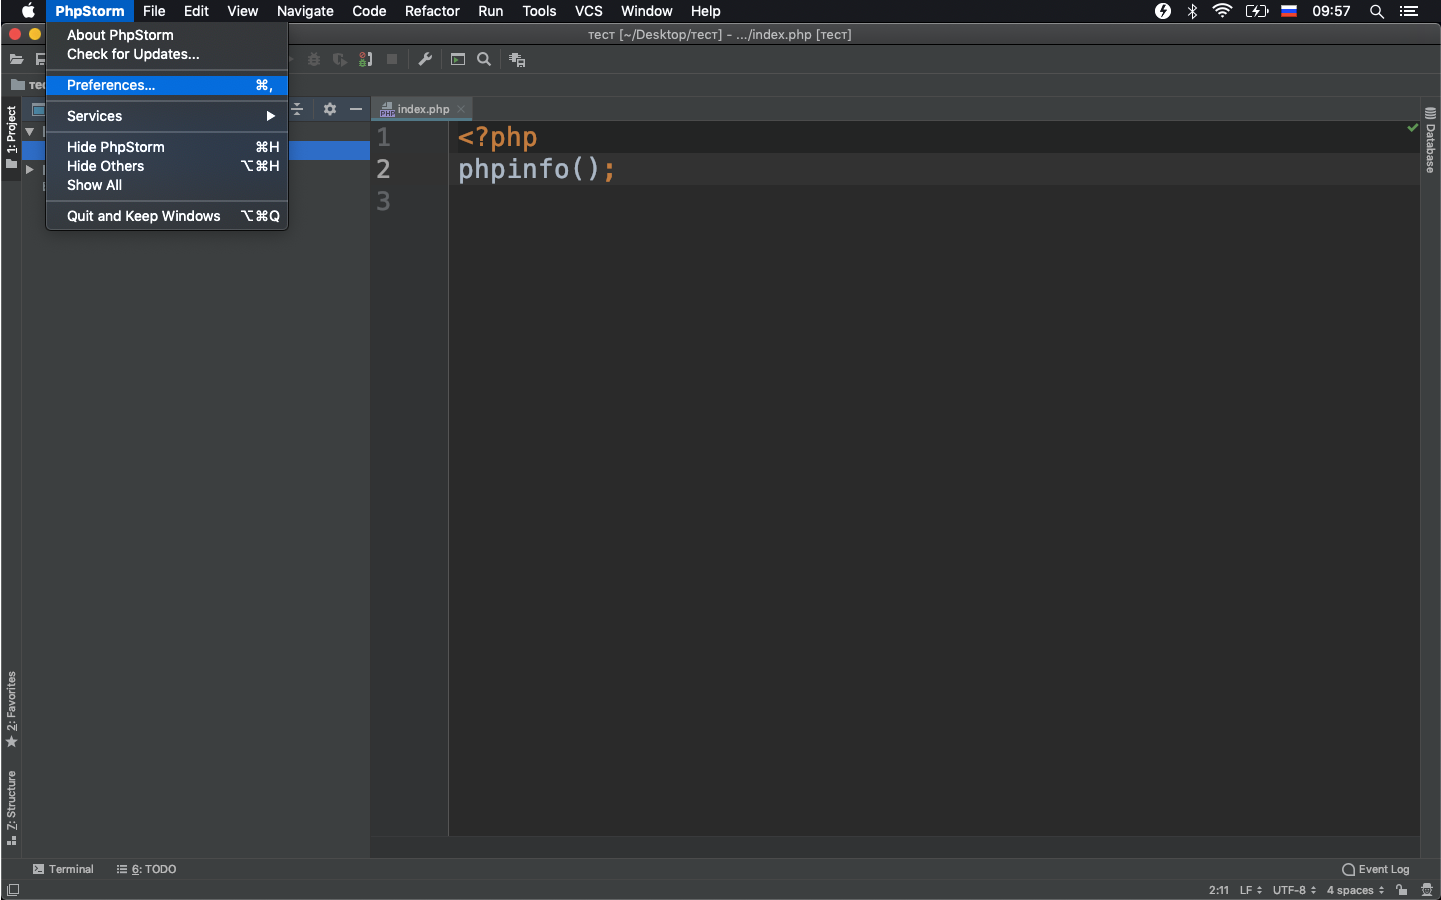 PhpStorm File Edit View Navigate Code Refactor Run Tools VCS Window Help 09:57
тест [~/Desktop/тест] - .../index.php [тест]
About PhpStorm
Check for Updates...
Preferences... ⌘,
Services
Hide PhpStorm ⌘H
Hide Others ⌥⌘H
Show All
Quit and Keep Windows ⌥⌘Q
1: Project
index.php
PHP
1 <?php
2 phpinfo();
3
Database
2: Favorites
7: Structure
Terminal 6: TODO Event Log
2:11 LF UTF-8 4 spaces